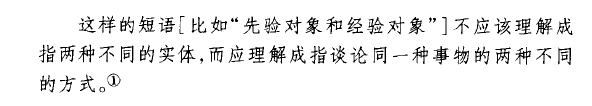 这样的短语[比如“先验对象和经验对象”]不应该理解成
指两种不同的实体,而应理解成指谈论同一种事物的两种不同
的方式。①